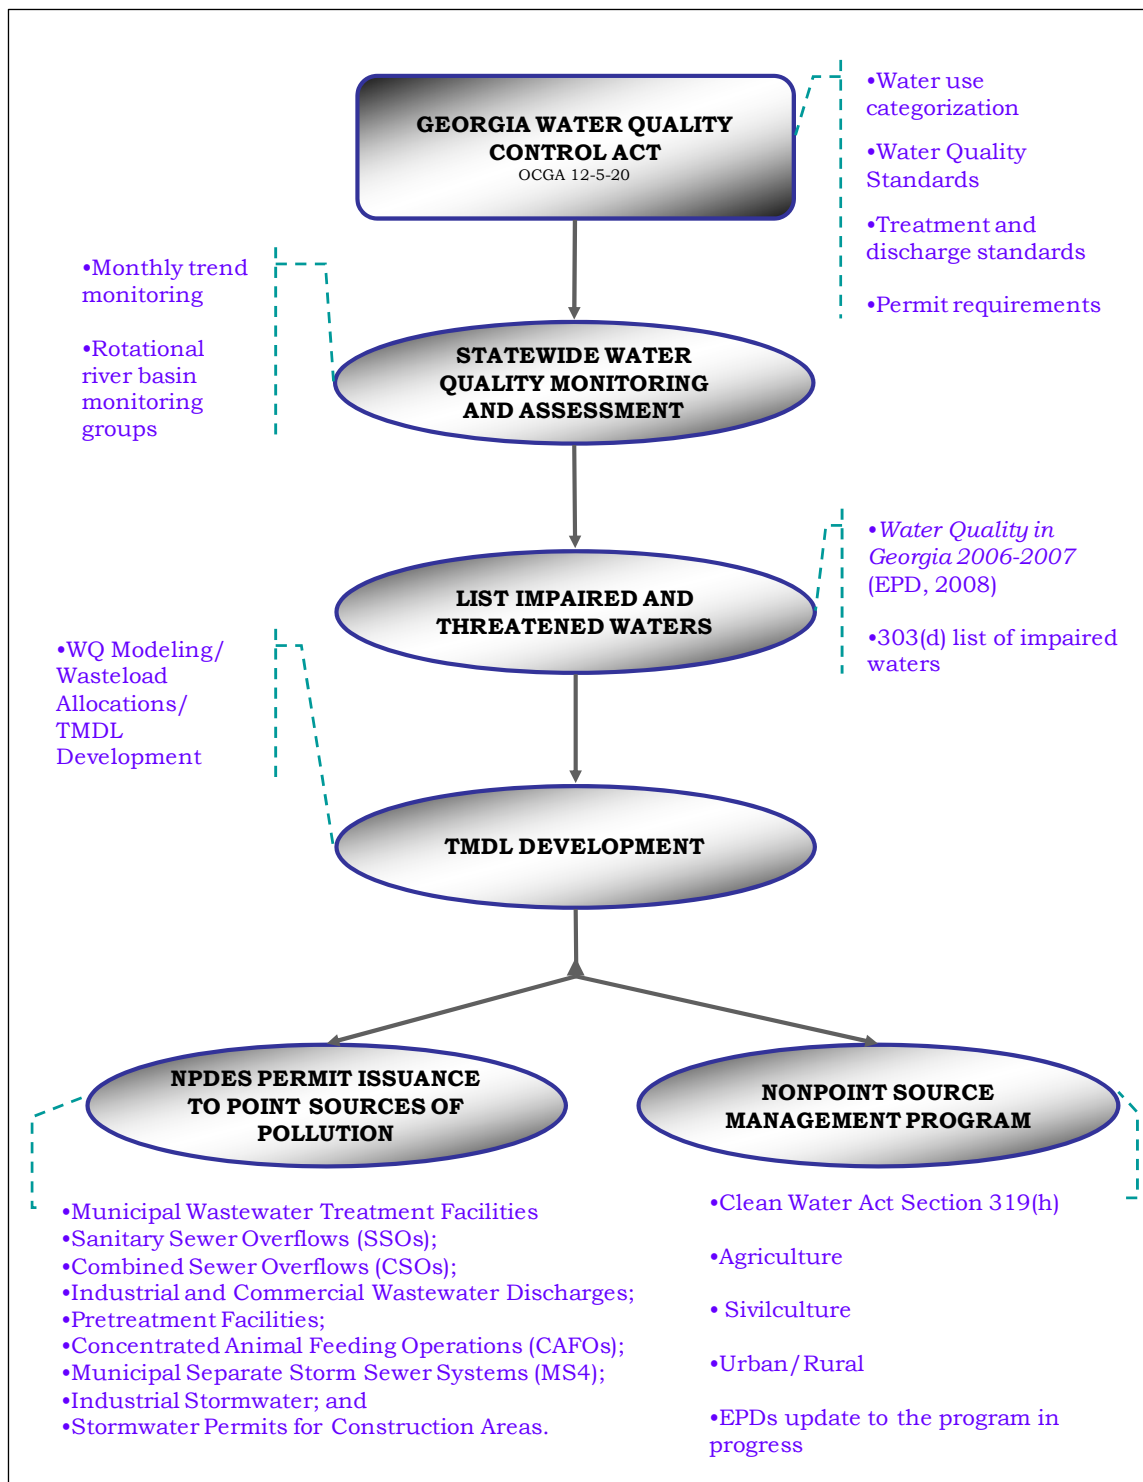 GEORGIA WATER QUALITY
CONTROL ACT
OCGA 12-5-20
•Water use
categorization
•Water Quality
Standards
•Treatment and
discharge standards
•Permit requirements
•Monthly trend
monitoring
•Rotational
river basin
monitoring
groups
STATEWIDE WATER
QUALITY MONITORING
AND ASSESSMENT
•Water Quality in
Georgia 2006-2007
(EPD, 2008)
•303(d) list of impaired
waters
LIST IMPAIRED AND
THREATENED WATERS
•WQ Modeling/
Wasteload
Allocations/
TMDL
Development
TMDL DEVELOPMENT
NPDES PERMIT ISSUANCE
TO POINT SOURCES OF
POLLUTION
NONPOINT SOURCE
MANAGEMENT PROGRAM
•Municipal Wastewater Treatment Facilities
•Sanitary Sewer Overflows (SSOs);
•Combined Sewer Overflows (CSOs);
•Industrial and Commercial Wastewater Discharges;
•Pretreatment Facilities;
•Concentrated Animal Feeding Operations (CAFOs);
•Municipal Separate Storm Sewer Systems (MS4);
•Industrial Stormwater; and
•Stormwater Permits for Construction Areas.
•Clean Water Act Section 319(h)
•Agriculture
• Sivilculture
•Urban/Rural
•EPDs update to the program in
progress